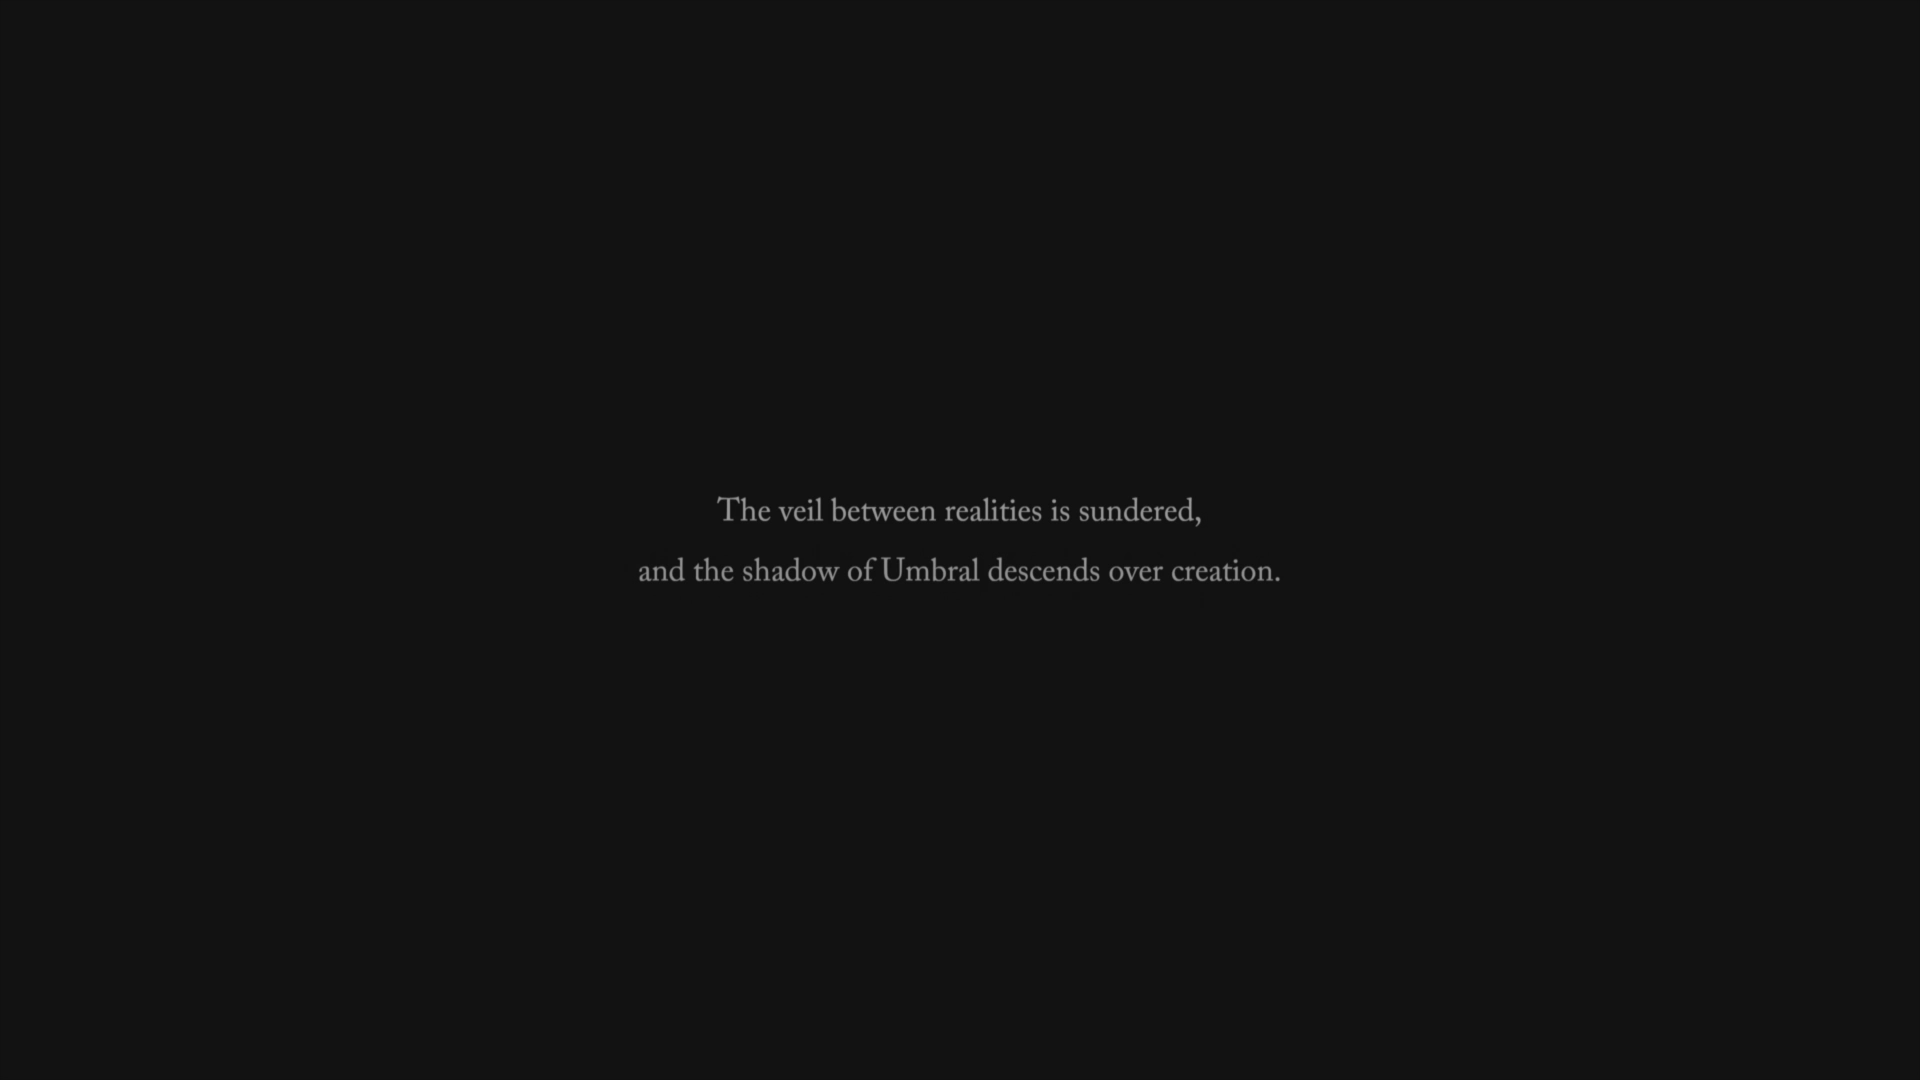 The veil between realities is sundered,
and the shadow of Umbral descends over creation.